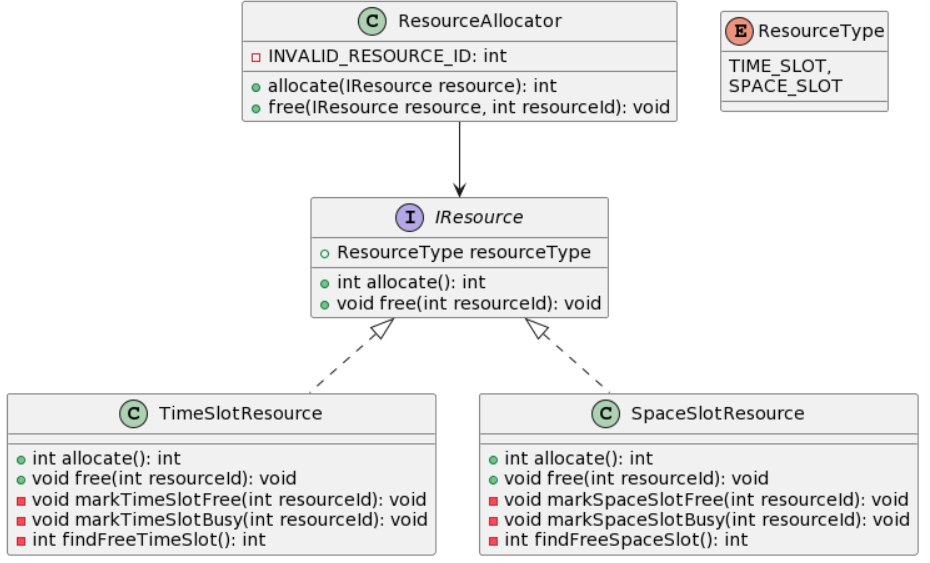 C ResourceAllocator
INVALID_RESOURCE_ID: int
allocate(IResource resource): int
free(IResource resource, int resourceId): void
E ResourceType
TIME_SLOT,
SPACE_SLOT
I IResource
ResourceType resourceType
int allocate(): int
void free(int resourceId): void
C TimeSlotResource
int allocate(): int
void free(int resourceId): void
void markTimeSlotFree(int resourceId): void
void markTimeSlotBusy(int resourceId): void
int findFreeTimeSlot(): int
C SpaceSlotResource
int allocate(): int
void free(int resourceId): void
void markSpaceSlotFree(int resourceId): void
void markSpaceSlotBusy(int resourceId): void
int findFreeSpaceSlot(): int